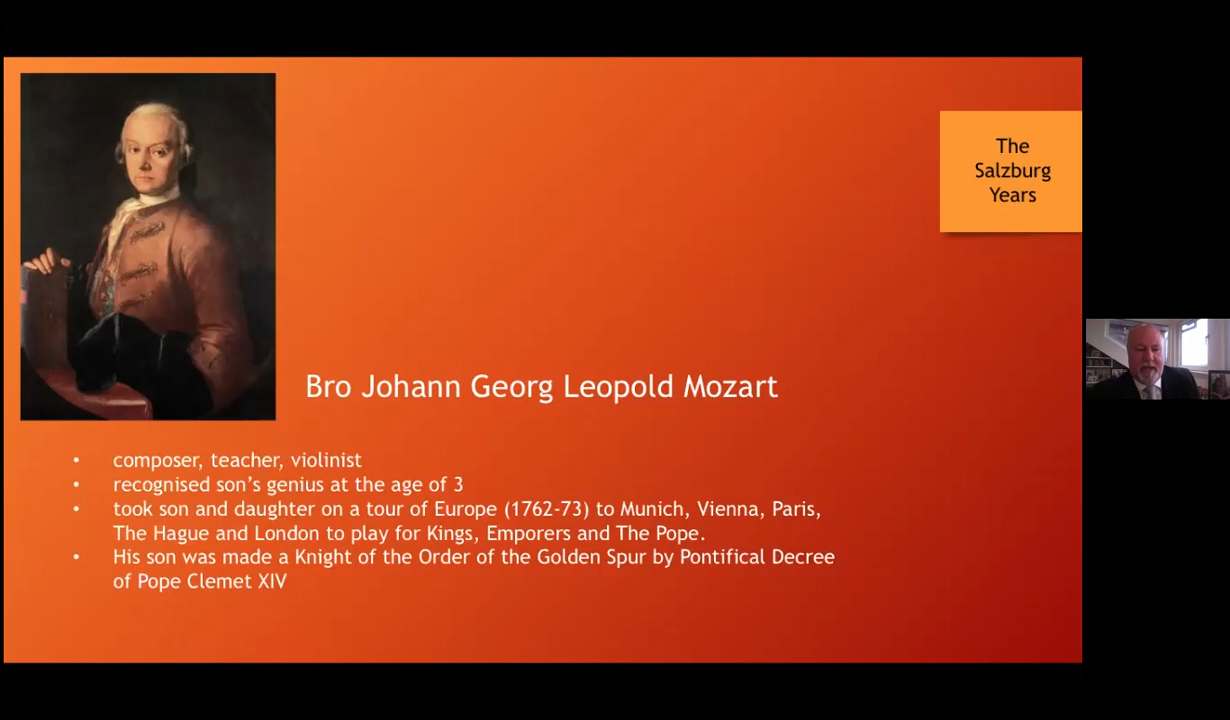 The
Salzburg
Years
Bro Johann Georg Leopold Mozart
• composer, teacher, violinist
• recognised son’s genius at the age of 3
• took son and daughter on a tour of Europe (1762-73) to Munich, Vienna, Paris,
The Hague and London to play for Kings, Emporers and The Pope.
• His son was made a Knight of the Order of the Golden Spur by Pontifical Decree
of Pope Clemet XIV